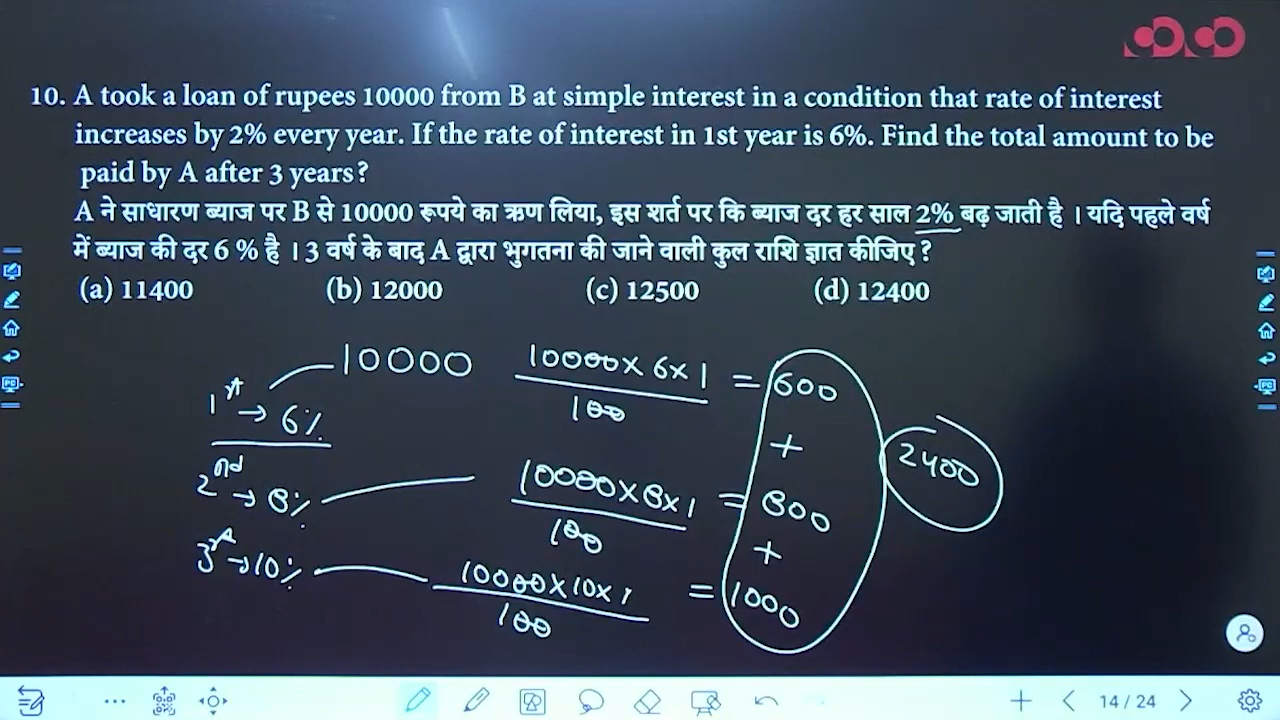 10. A took a loan of rupees 10000 from B at simple interest in a condition that rate of interest
increases by 2% every year. If the rate of interest in 1st year is 6%. Find the total amount to be
paid by A after 3 years?
A ने साधारण ब्याज पर B से 10000 रूपये का ऋण लिया, इस शर्त पर कि ब्याज दर हर साल 2% बढ़ जाती है । यदि पहले वर्ष
में ब्याज की दर 6 % है । 3 वर्ष के बाद A द्वारा भुगतना की जाने वाली कुल राशि ज्ञात कीजिए ?
(a) 11400 (b) 12000 (c) 12500 (d) 12400
10000 10000×6×1/100 = 600
1st → 6%
+
2nd → 8% 10000×8×1/100 = 800
2400
+
3rd → 10% 10000×10×1/100 = 1000
14 / 24